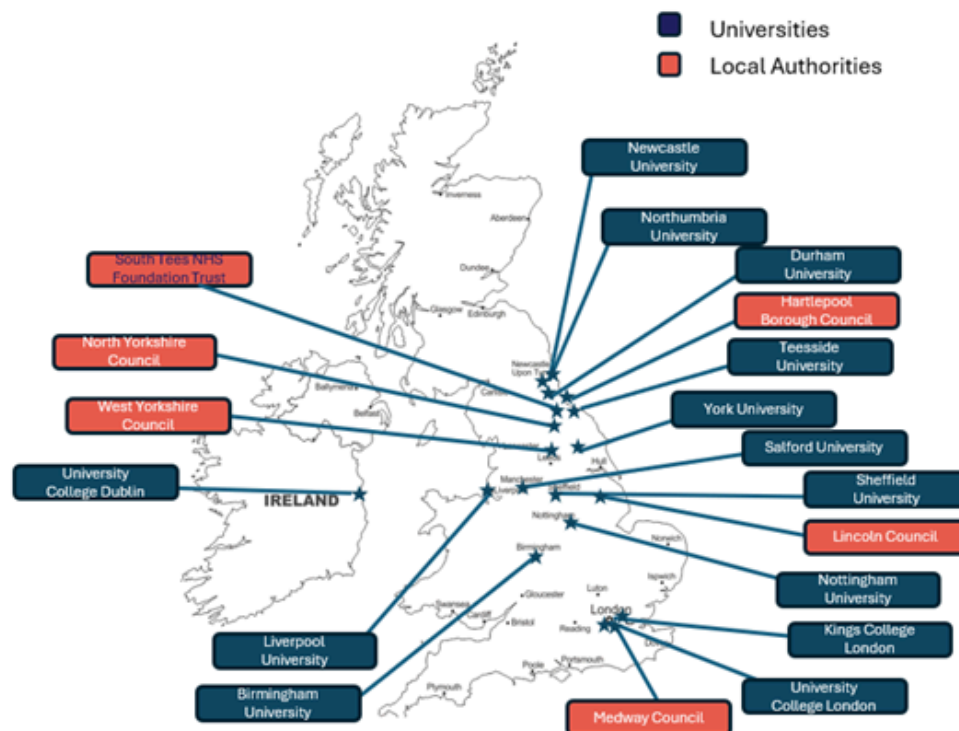 Universities
Local Authorities
Newcastle
University
Northumbria
University
Durham
University
Hartlepool
Borough Council
Teesside
University
York University
Salford University
Sheffield
University
Lincoln Council
Nottingham
University
Kings College
London
University
College London
Medway Council
Birmingham
University
Liverpool
University
University
College Dublin
West Yorkshire
Council
North Yorkshire
Council
South Tees NHS
Foundation Trust
Inverness
Aberdeen
Dundee
Glasgow
Edinburgh
Newcastle
Upon
Ballymena
Belfast
Leeds
Hull
Manchester
IRELAND
Nottingham
Birmingham
Norwich
Ipswich
Luton
Gloucester
London
Swansea
Cardiff
Bristol
Reading
Portsmouth
Poole
Plymouth